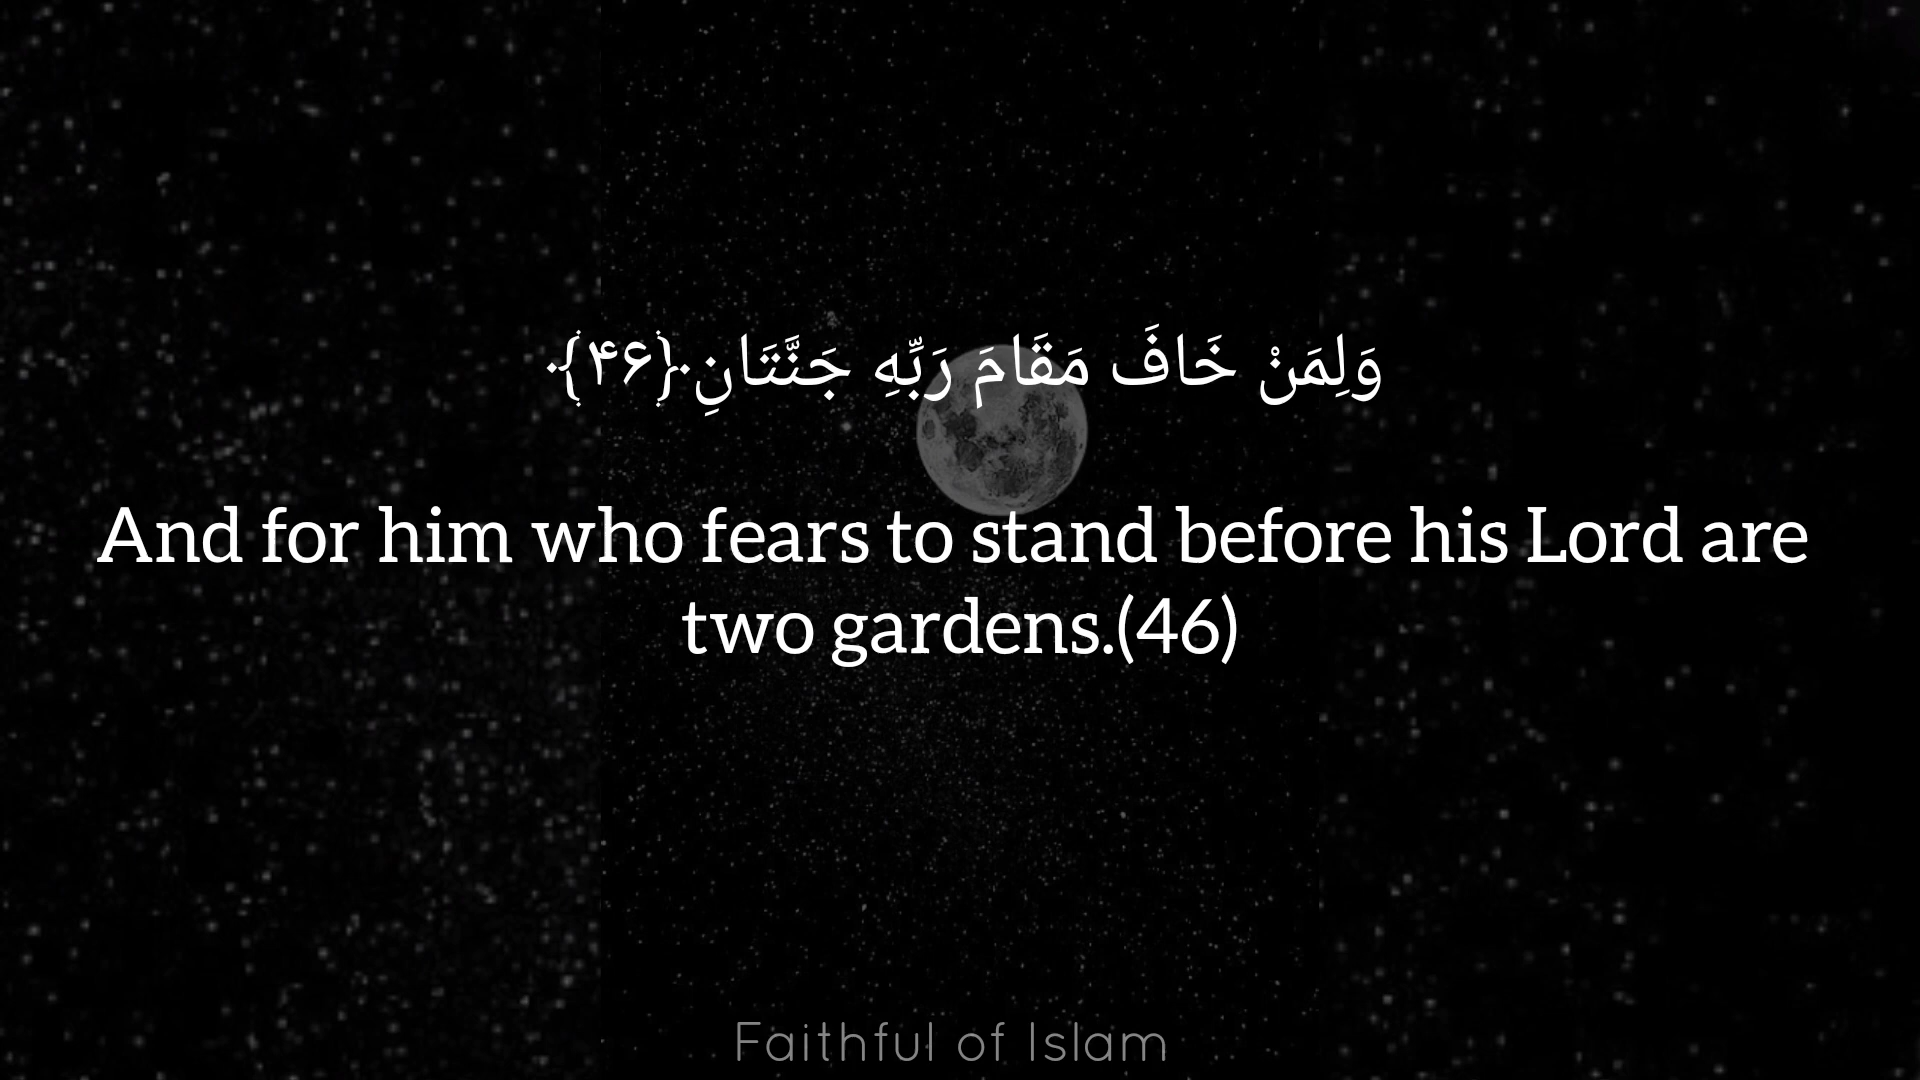 وَلِمَنْ خَافَ مَقَامَ رَبِّهِ جَنَّتَانِ﴿۴۶﴾
And for him who fears to stand before his Lord are
two gardens.(46)
Faithful of Islam